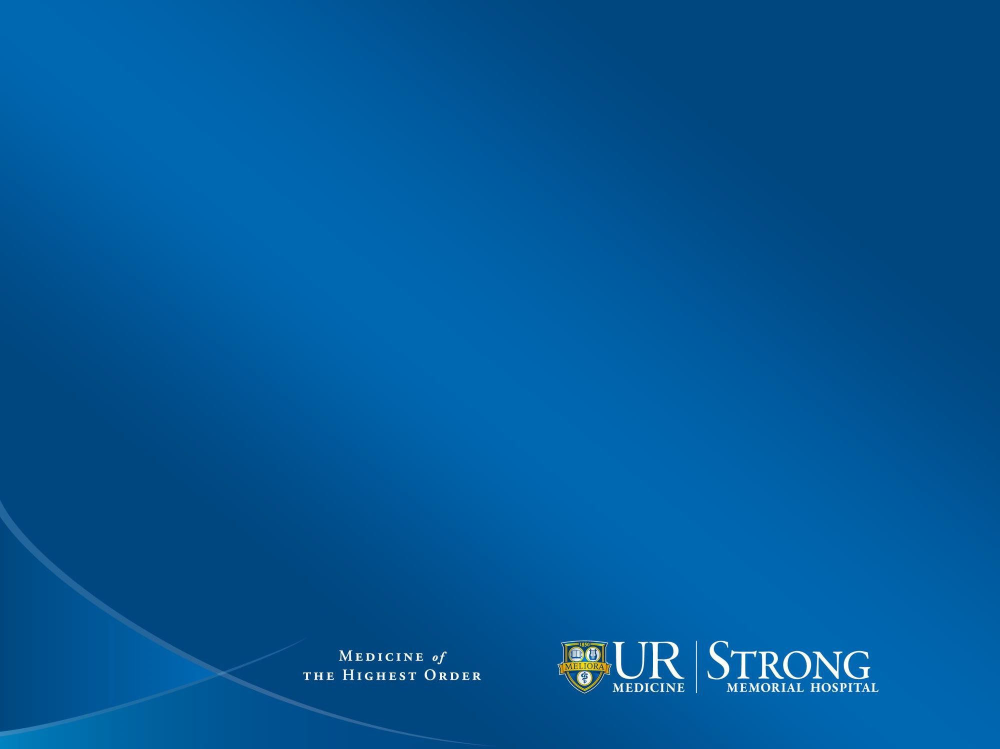 MEDICINE of
THE HIGHEST ORDER
1850
MELIORA
UR
MEDICINE
STRONG
MEMORIAL HOSPITAL